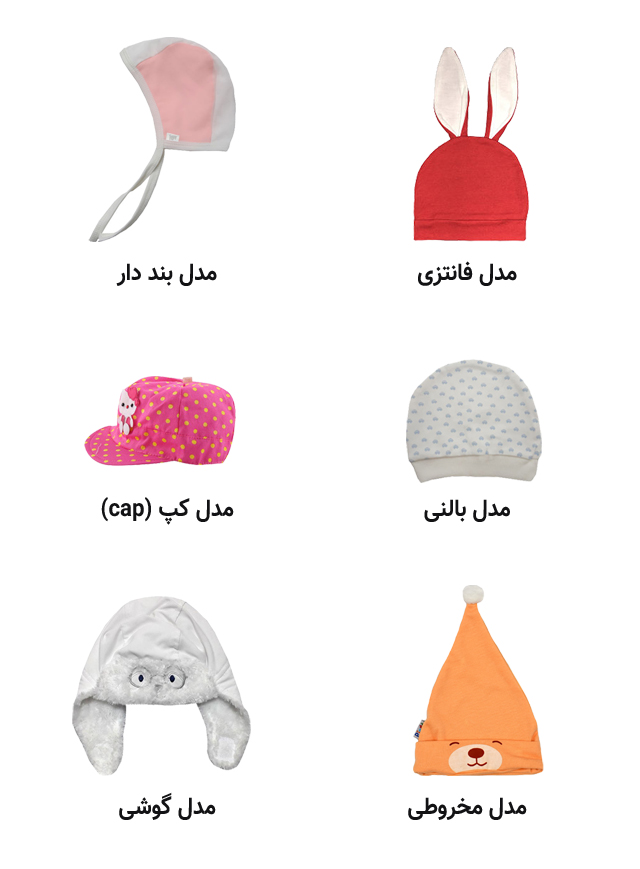 مدل فانتزی
مدل بند دار
مدل بالنی
مدل کپ (cap)
مدل مخروطی
مدل گوشی